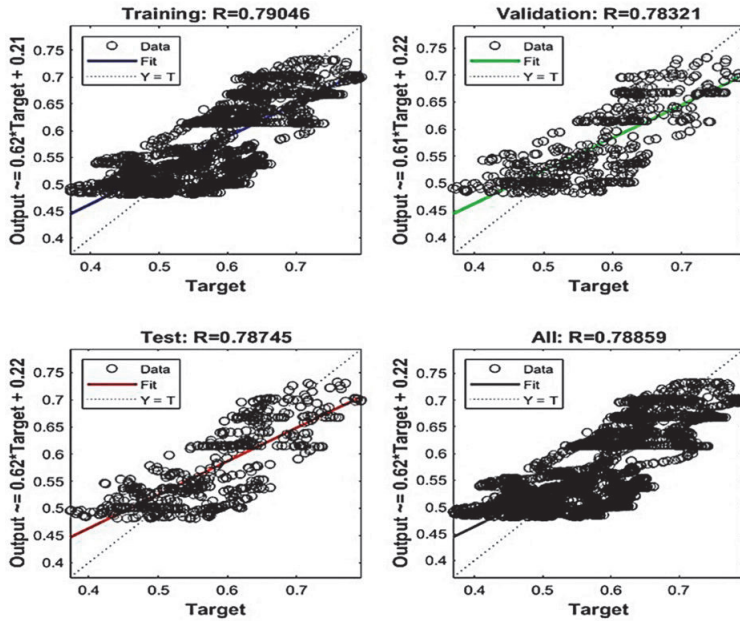 Training: R=0.79046
Output ~= 0.62*Target + 0.21
0.75
0.7
0.65
0.6
0.55
0.5
0.45
0.4
Data
Fit
Y = T
0.4 0.5 0.6 0.7
Target
Validation: R=0.78321
Output ~= 0.61*Target + 0.22
0.75
0.7
0.65
0.6
0.55
0.5
0.45
0.4
Data
Fit
Y = T
0.4 0.5 0.6 0.7
Target
Test: R=0.78745
Output ~= 0.62*Target + 0.22
0.75
0.7
0.65
0.6
0.55
0.5
0.45
0.4
Data
Fit
Y = T
0.4 0.5 0.6 0.7
Target
All: R=0.78859
Output ~= 0.62*Target + 0.22
0.75
0.7
0.65
0.6
0.55
0.5
0.45
0.4
Data
Fit
Y = T
0.4 0.5 0.6 0.7
Target